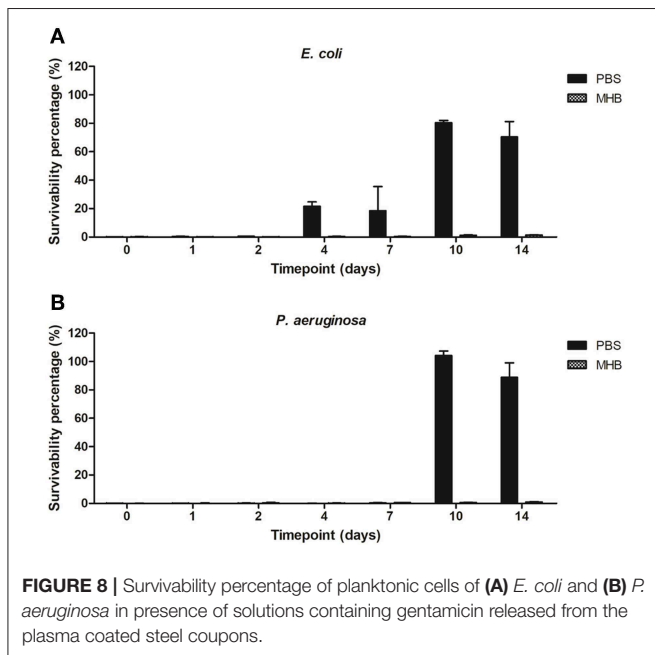 A
E. coli
Survivability percentage (%)
120
100
80
60
40
20
0
0 1 2 4 7 10 14
Timepoint (days)
PBS
MHB
B
P. aeruginosa
Survivability percentage (%)
120
100
80
60
40
20
0
0 1 2 4 7 10 14
Timepoint (days)
PBS
MHB
FIGURE 8 | Survivability percentage of planktonic cells of (A) E. coli and (B) P.
aeruginosa in presence of solutions containing gentamicin released from the
plasma coated steel coupons.